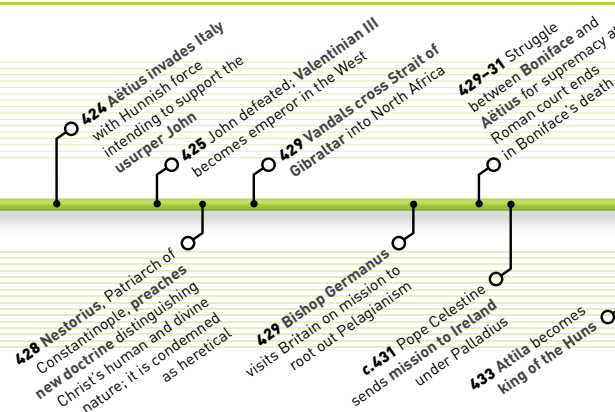 424 Aëtius invades Italy
with Hunnish force
intending to support the
usurper John
425 John defeated; Valentinian III
becomes emperor in the West
429 Vandals cross Strait of
Gibraltar into North Africa
429–31 Struggle
between Boniface and
Aëtius for supremacy at
Roman court ends
in Boniface's death
428 Nestorius, Patriarch of
Constantinople, preaches
new doctrine distinguishing
Christ's human and divine
nature; it is condemned
as heretical
429 Bishop Germanus
visits Britain on mission to
root out Pelagianism
c.431 Pope Celestine
sends mission to Ireland
under Palladius
433 Attila becomes
king of the Huns